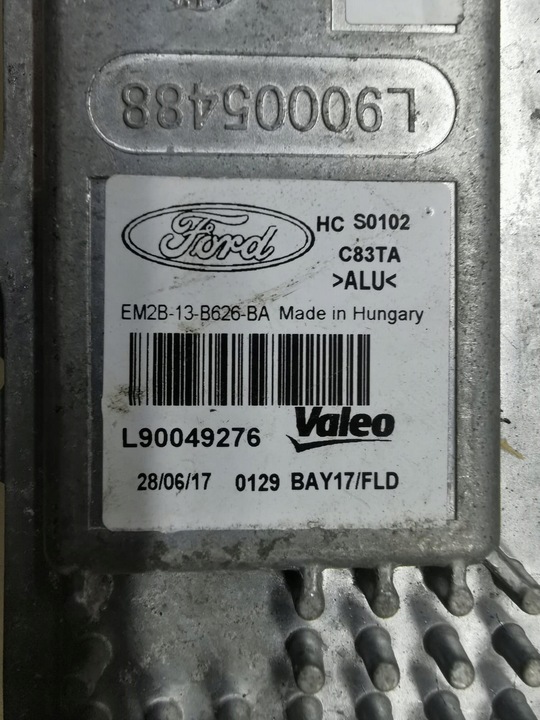 L90005488
Ford
HC S0102
C83TA
>ALU<
EM2B-13-B626-BA Made in Hungary
L90049276 Valeo
28/06/17 0129 BAY17/FLD